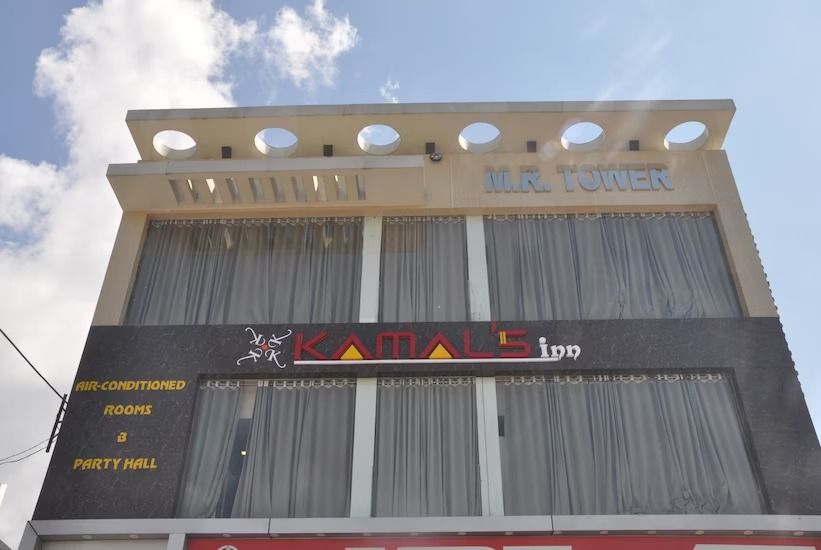 M.R. TOWER
KAMAL'S inn
AIR-CONDITIONED
ROOMS
&
PARTY HALL